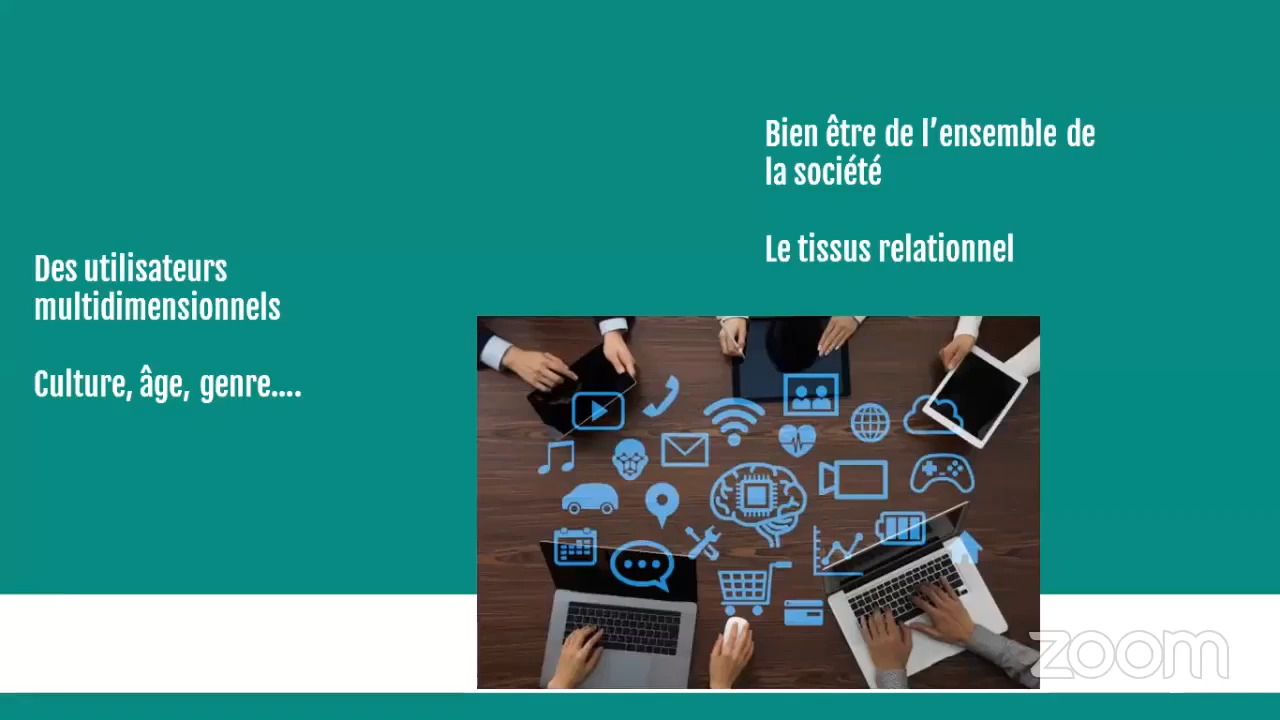 Des utilisateurs
multidimensionnels
Culture, âge, genre....
Bien être de l’ensemble de
la société
Le tissus relationnel
zoom